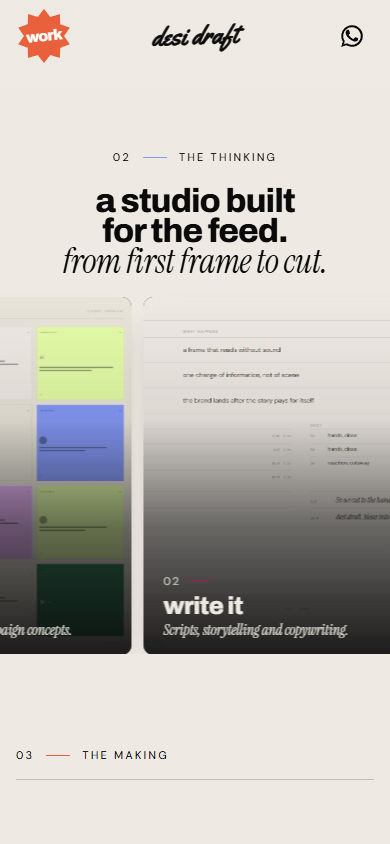 work
desi draft
02 — THE THINKING
a studio built
for the feed.
from first frame to cut.
a frame that reads without sound
one change of information, not of scene
the brand lands after the story pays for itself
hands, close
hands, close
reaction, cutaway
02
write it
aign concepts.
Scripts, storytelling and copywriting.
03 — THE MAKING